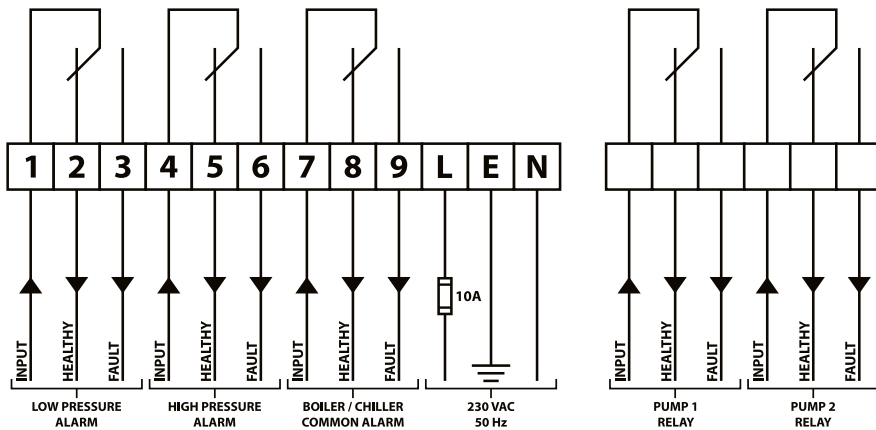 1 2 3 4 5 6 7 8 9 L E N
10A
INPUT HEALTHY FAULT INPUT HEALTHY FAULT INPUT HEALTHY FAULT INPUT HEALTHY FAULT INPUT HEALTHY FAULT
LOW PRESSURE
ALARM
HIGH PRESSURE
ALARM
BOILER / CHILLER
COMMON ALARM
230 VAC
50 Hz
PUMP 1
RELAY
PUMP 2
RELAY